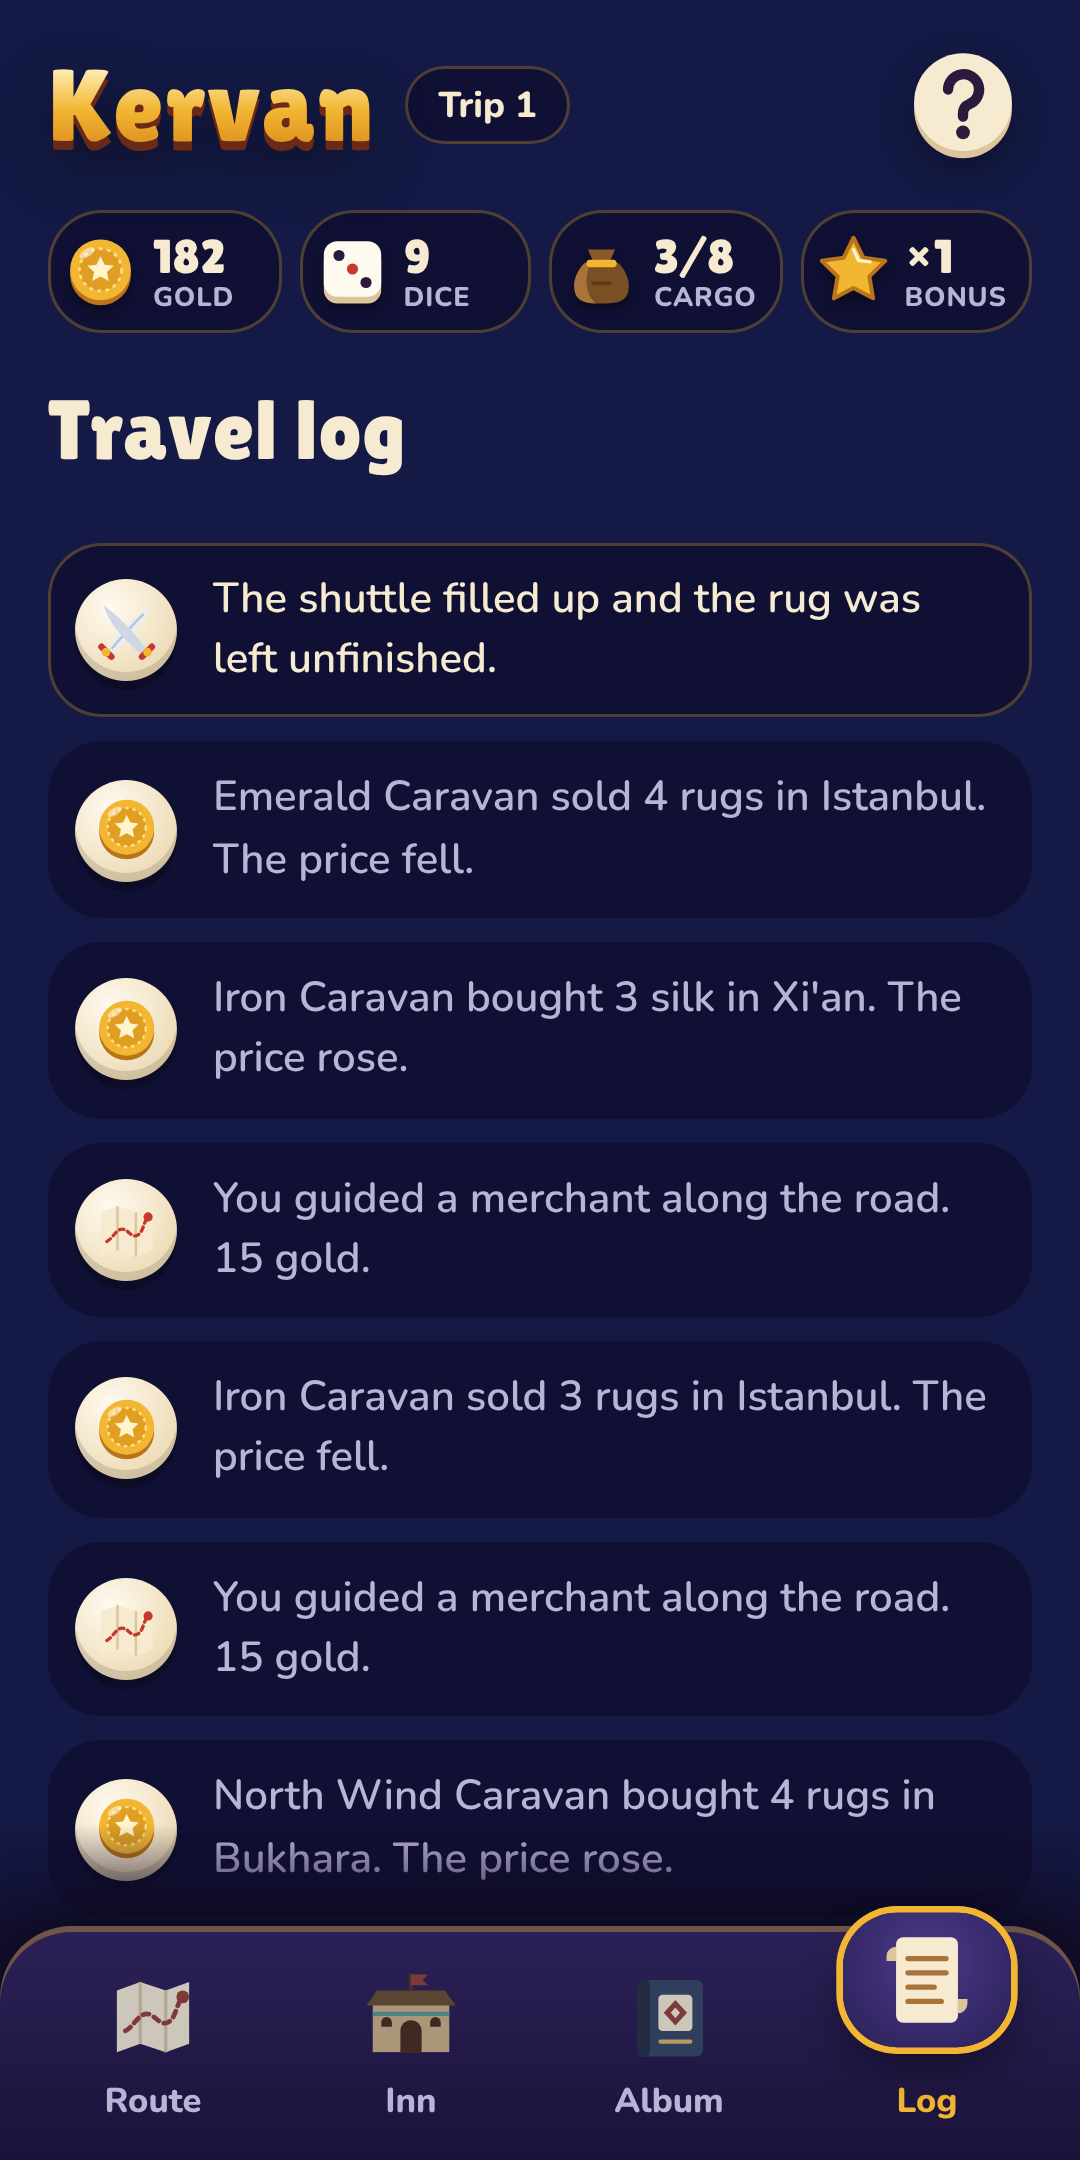 Kervan
Trip 1
?
182
GOLD
9
DICE
3/8
CARGO
×1
BONUS
Travel log
The shuttle filled up and the rug was
left unfinished.
Emerald Caravan sold 4 rugs in Istanbul.
The price fell.
Iron Caravan bought 3 silk in Xi'an. The
price rose.
You guided a merchant along the road.
15 gold.
Iron Caravan sold 3 rugs in Istanbul. The
price fell.
You guided a merchant along the road.
15 gold.
North Wind Caravan bought 4 rugs in
Bukhara. The price rose.
Route
Inn
Album
Log